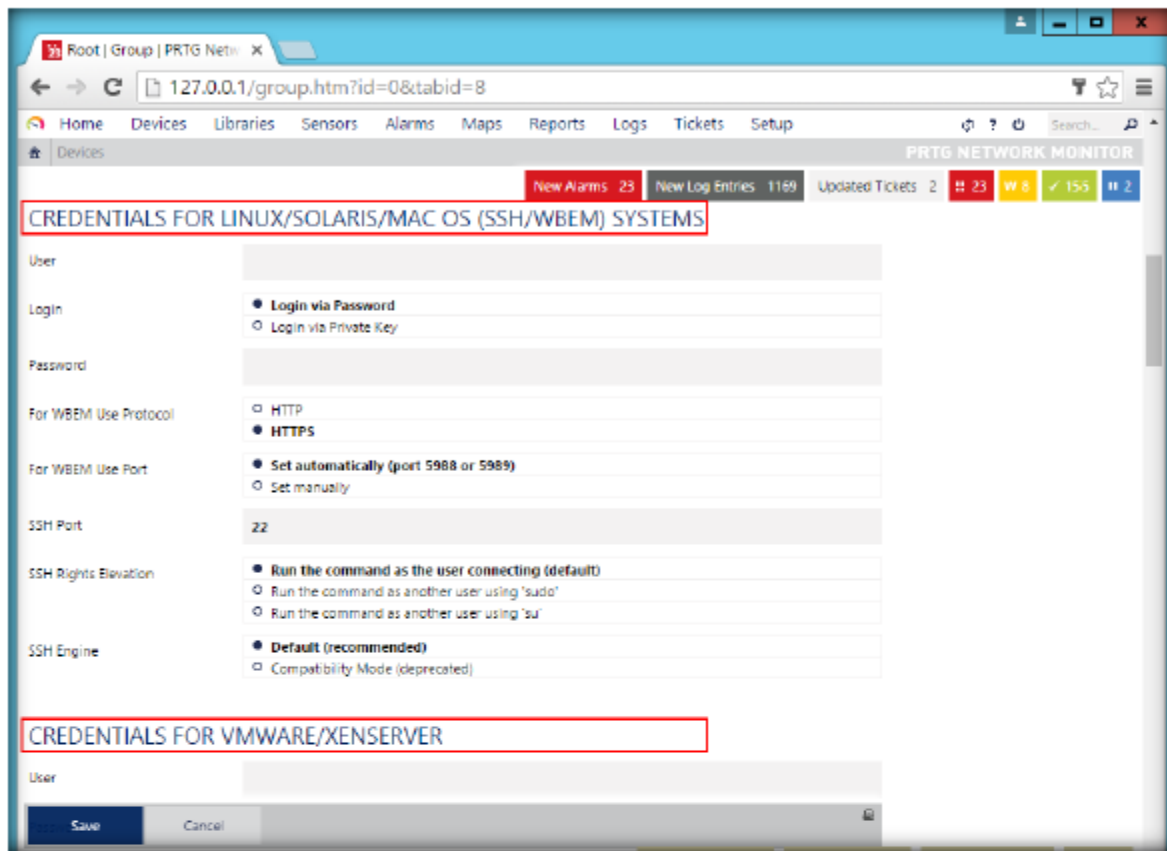 Root | Group | PRTG Netw
127.0.0.1/group.htm?id=0&tabid=8
Home Devices Libraries Sensors Alarms Maps Reports Logs Tickets Setup ? Search...
Devices PRTG NETWORK MONITOR
New Alarms 23 New Log Entries 1169 Updated Tickets 2 !! 23 W 8 ✓ 156 II 2
CREDENTIALS FOR LINUX/SOLARIS/MAC OS (SSH/WBEM) SYSTEMS
User
Login
Login via Password
Login via Private Key
Password
For WBEM Use Protocol
HTTP
HTTPS
For WBEM Use Port
Set automatically (port 5988 or 5989)
Set manually
SSH Port
22
SSH Rights Elevation
Run the command as the user connecting (default)
Run the command as another user using 'sudo'
Run the command as another user using 'su'
SSH Engine
Default (recommended)
Compatibility Mode (deprecated)
CREDENTIALS FOR VMWARE/XENSERVER
User
Save Cancel